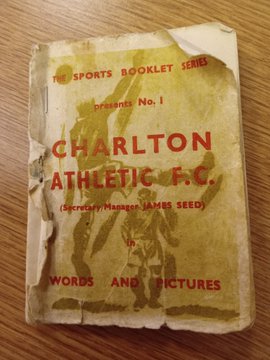 THE SPORTS BOOKLET SERIES
presents No. 1
CHARLTON
ATHLETIC F.C.
(Secretary/Manager JAMES SEED)
in
WORDS AND PICTURES